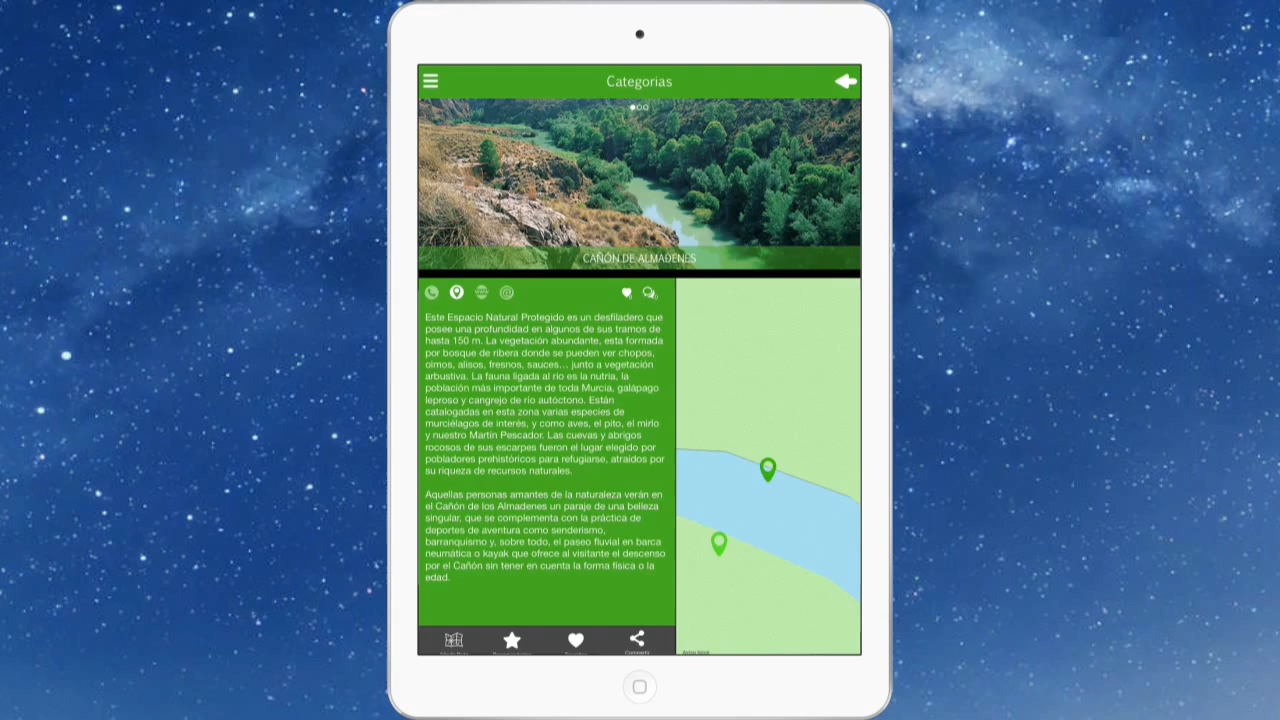 Categorias
CAÑÓN DE ALMADENES
WWW
Este Espacio Natural Protegido es un desfiladero que
posee una profundidad en algunos de sus tramos de
hasta 150 m. La vegetación abundante, esta formada
por bosque de ribera donde se pueden ver chopos,
olmos, alisos, fresnos, sauces... junto a vegetación
arbustiva. La fauna ligada al rio es la nutria, la
población más importante de toda Murcia, galápago
leproso y cangrejo de río autóctono. Están
catalogadas en esta zona varias especies de
murciélagos de interés, y como aves, el pito, el mirlo
y nuestro Martín Pescador. Las cuevas y abrigos
rocosos de sus escarpes fueron el lugar elegido por
pobladores prehistóricos para refugiarse, atraídos por
su riqueza de recursos naturales.
Aquellas personas amantes de la naturaleza verán en
el Cañón de los Almadenes un paraje de una belleza
singular, que se complementa con la práctica de
deportes de aventura como senderismo,
barranquismo y, sobre todo, el paseo fluvial en barca
neumática o kayak que ofrece al visitante el descenso
por el Cañón sin tener en cuenta la forma física o la
edad.
Compartir
Aviso legal